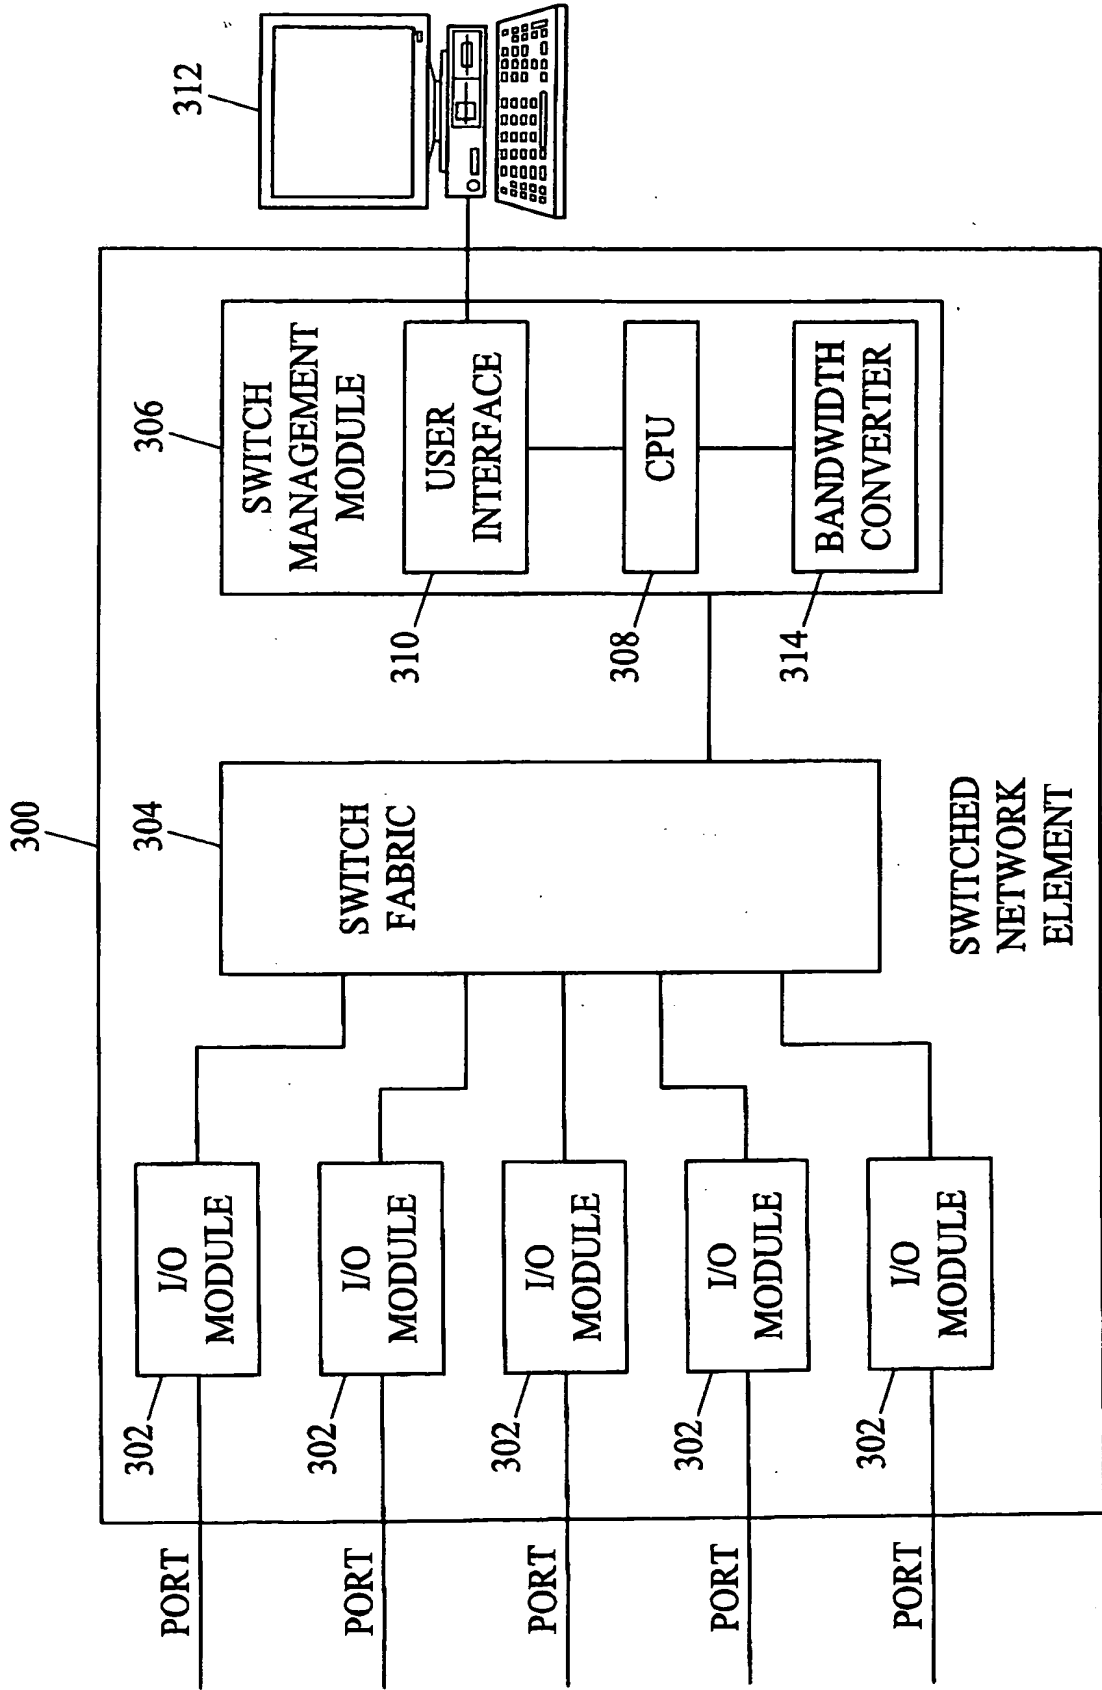 300
PORT
302
I/O
MODULE
PORT
302
I/O
MODULE
PORT
302
I/O
MODULE
PORT
302
I/O
MODULE
PORT
302
I/O
MODULE
304
SWITCH
FABRIC
306
SWITCH
MANAGEMENT
MODULE
310
USER
INTERFACE
308
CPU
314
BANDWIDTH
CONVERTER
312
SWITCHED
NETWORK
ELEMENT